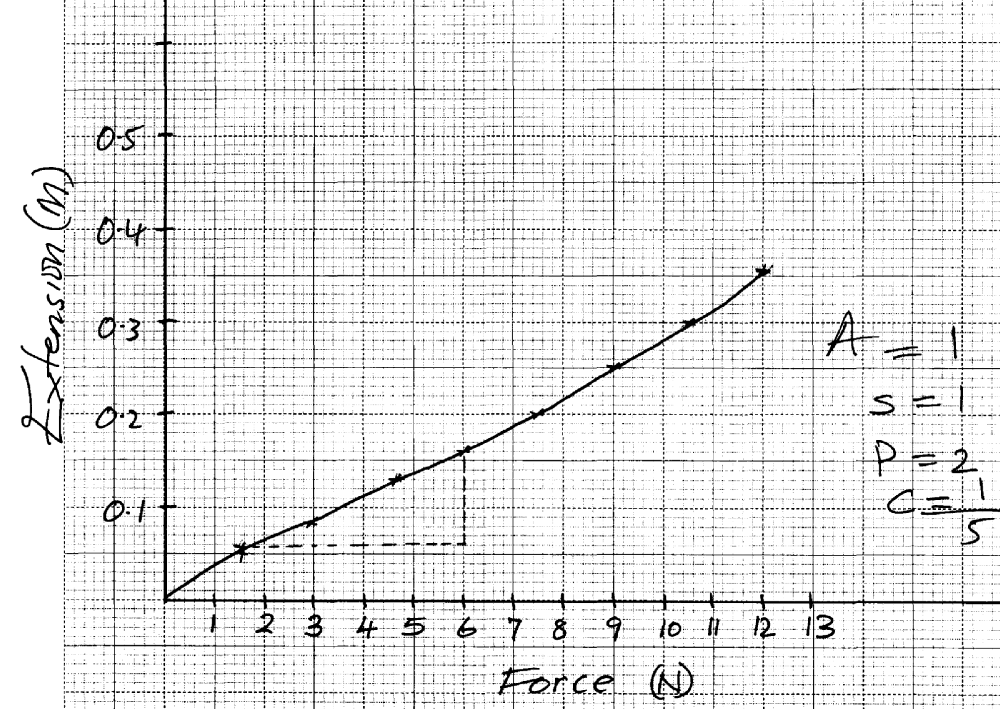 0.5
0.4
0.3
0.2
0.1
Extension (M)
1 2 3 4 5 6 7 8 9 10 11 12 13
Force (N)
A = 1
S = 1
P = 2
C = 1/5